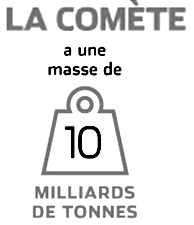 LA COMÈTE
a une
masse de
10
MILLIARDS
DE TONNES